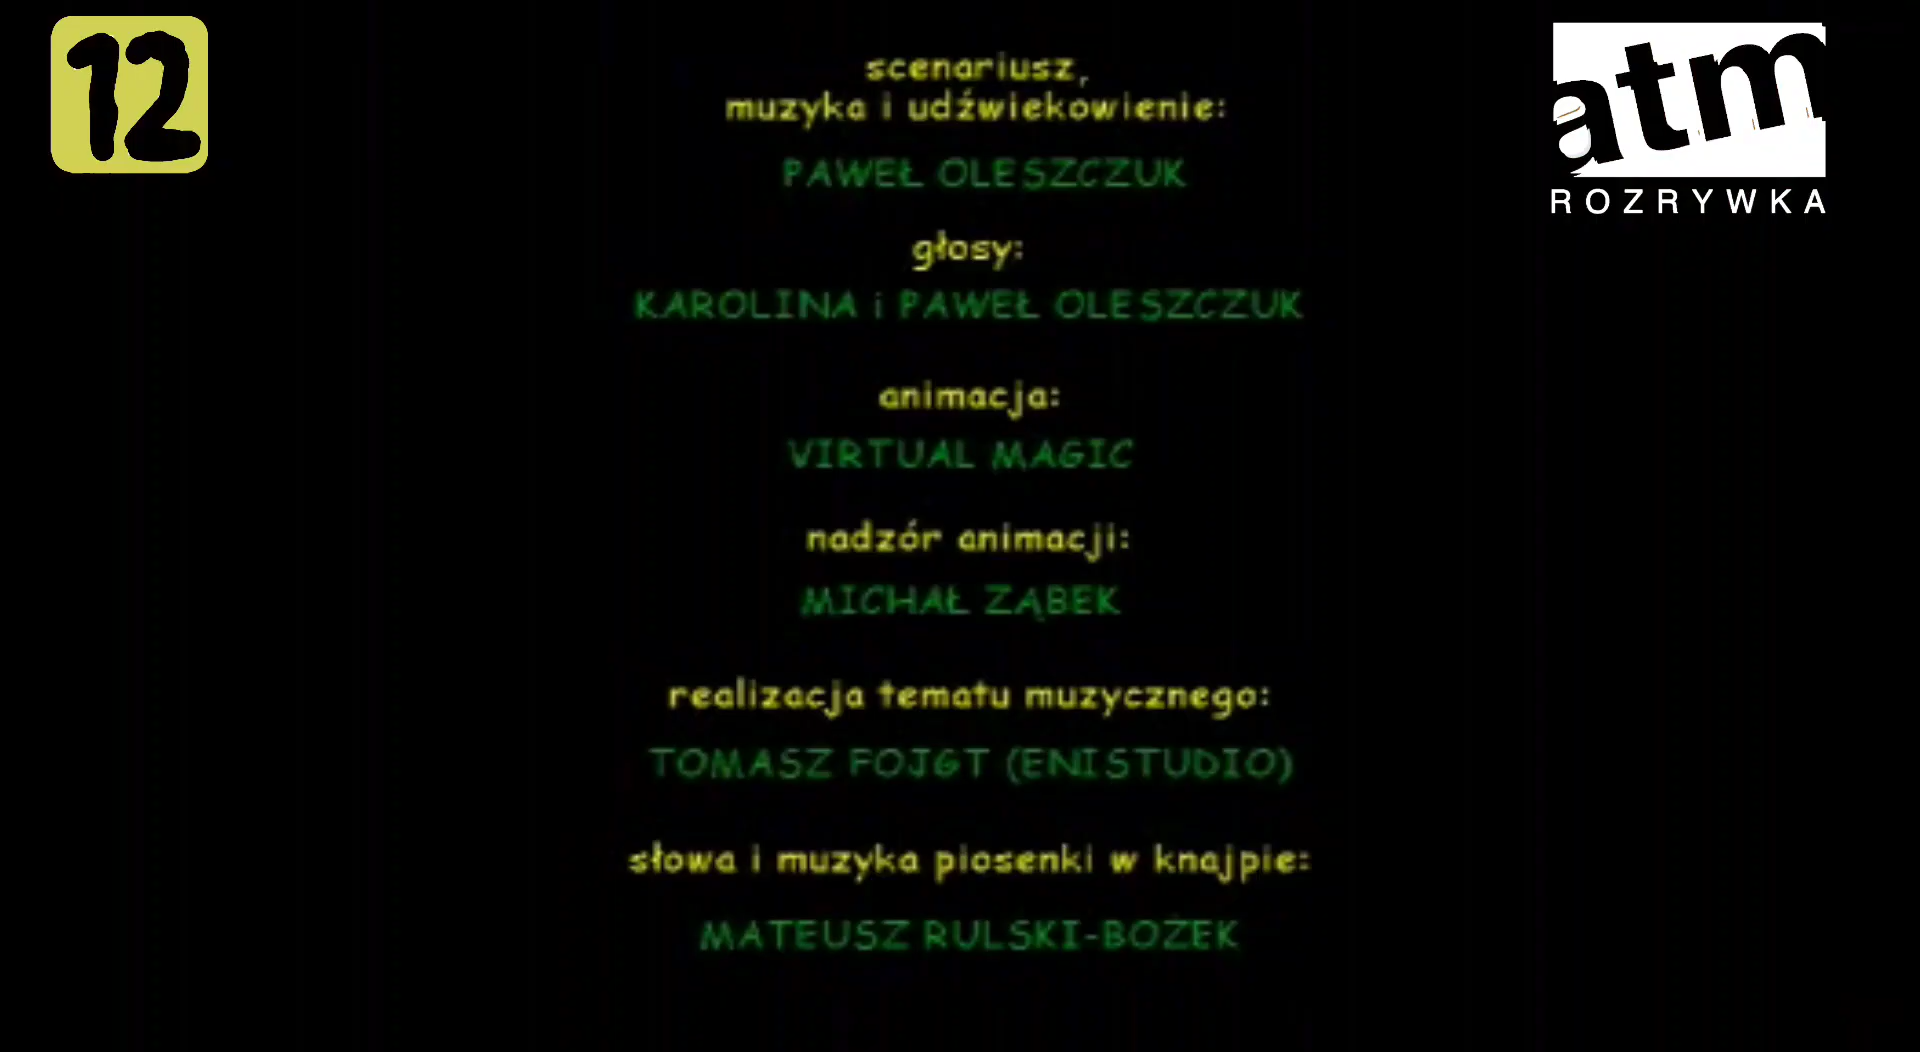 12
atm
ROZRYWKA
scenariusz,
muzyka i udźwiekowienie:
PAWEŁ OLESZCZUK
głosy:
KAROLINA i PAWEŁ OLESZCZUK
animacja:
VIRTUAL MAGIC
nadzór animacji:
MICHAŁ ZĄBEK
realizacja tematu muzycznego:
TOMASZ FOJGT (ENISTUDIO)
słowa i muzyka piosenki w knajpie:
MATEUSZ RULSKI-BOŻEK